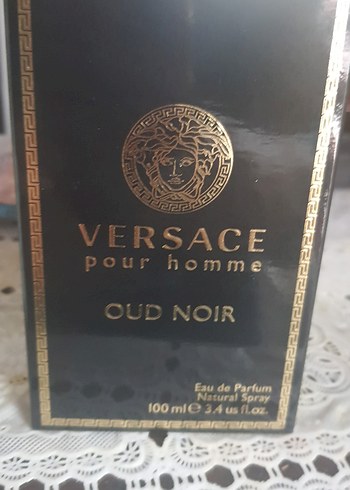 VERSACE
pour homme
OUD NOIR
Eau de Parfum
Natural Spray
100 ml ℮ 3.4 us fl.oz.